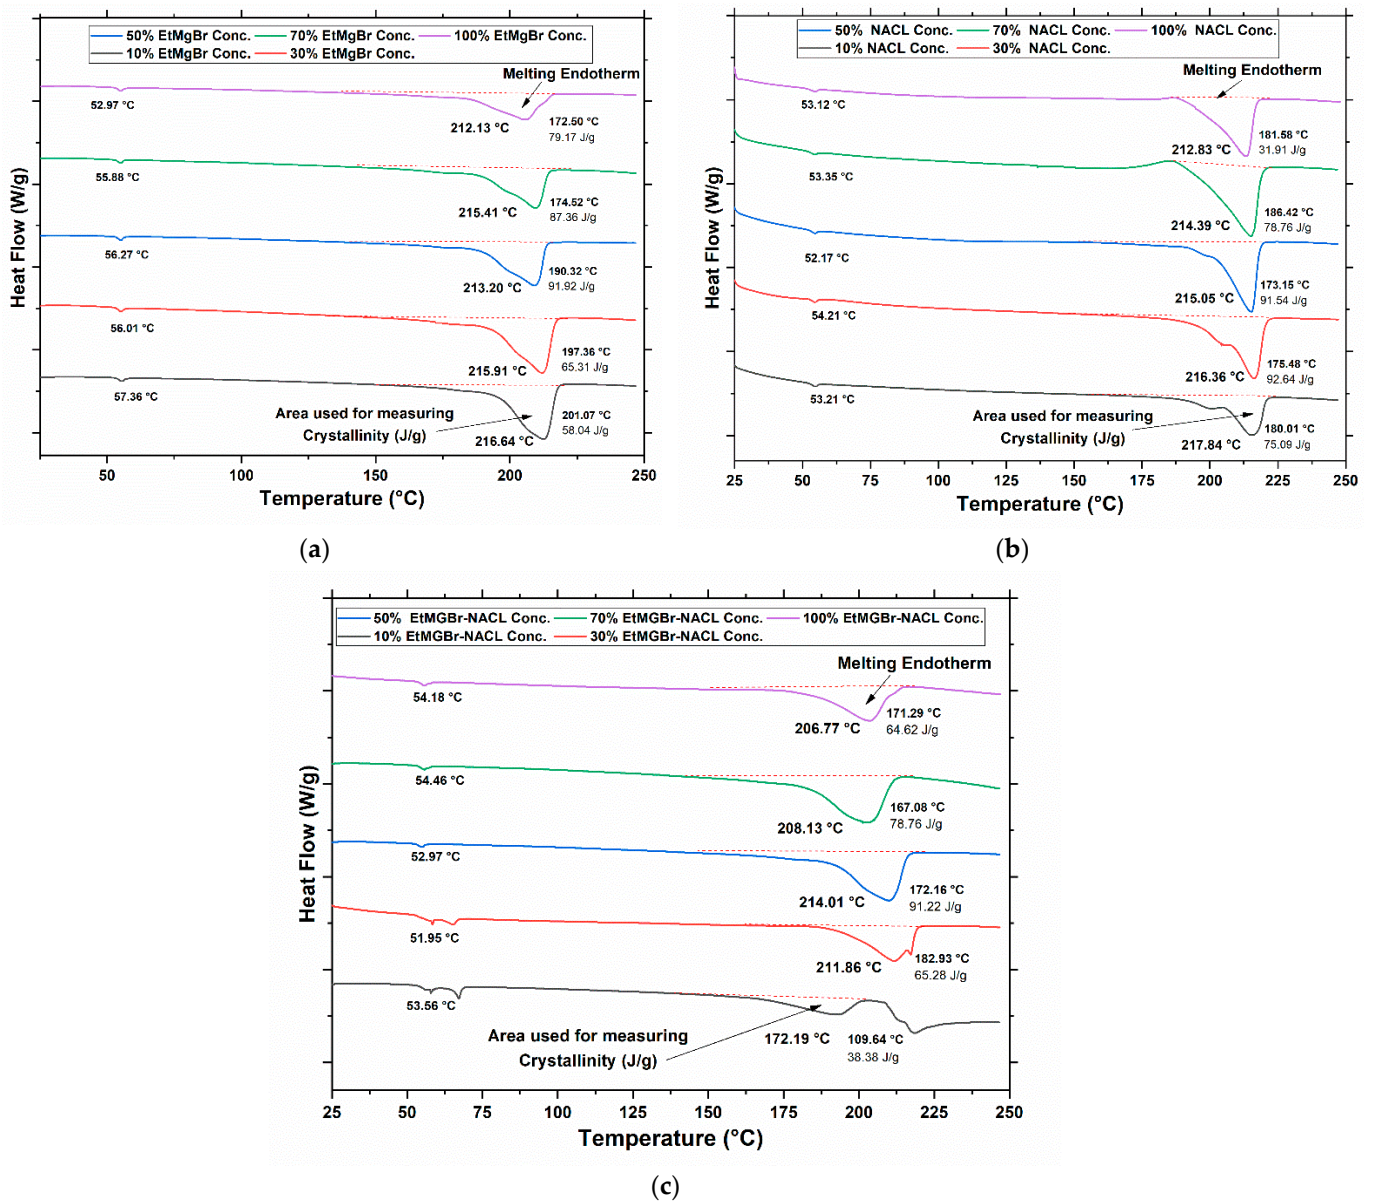 50% EtMgBr Conc. 70% EtMgBr Conc. 100% EtMgBr Conc.
10% EtMgBr Conc. 30% EtMgBr Conc.
Melting Endotherm
52.97 °C
212.13 °C
172.50 °C
79.17 J/g
55.88 °C
215.41 °C
174.52 °C
87.36 J/g
56.27 °C
213.20 °C
190.32 °C
91.92 J/g
56.01 °C
215.91 °C
197.36 °C
65.31 J/g
57.36 °C
Area used for measuring
Crystallinity (J/g)
216.64 °C
201.07 °C
58.04 J/g
Heat Flow (W/g)
50 100 150 200 250
Temperature (°C)
(a)
50% NACL Conc. 70% NACL Conc. 100% NACL Conc.
10% NACL Conc. 30% NACL Conc.
Melting Endotherm
53.12 °C
212.83 °C
181.58 °C
31.91 J/g
53.35 °C
214.39 °C
186.42 °C
78.76 J/g
52.17 °C
215.05 °C
173.15 °C
91.54 J/g
54.21 °C
216.36 °C
175.48 °C
92.64 J/g
53.21 °C
Area used for measuring
Crystallinity (J/g)
217.84 °C
180.01 °C
75.09 J/g
Heat Flow (W/g)
25 50 75 100 125 150 175 200 225 250
Temperature (°C)
(b)
50% EtMGBr-NACL Conc. 70% EtMGBr-NACL Conc. 100% EtMGBr-NACL Conc.
10% EtMGBr-NACL Conc. 30% EtMGBr-NACL Conc.
Melting Endotherm
54.18 °C
206.77 °C
171.29 °C
64.62 J/g
54.46 °C
208.13 °C
167.08 °C
78.76 J/g
52.97 °C
214.01 °C
172.16 °C
91.22 J/g
51.95 °C
211.86 °C
182.93 °C
65.28 J/g
53.56 °C
Area used for measuring
Crystallinity (J/g)
172.19 °C
109.64 °C
38.38 J/g
Heat Flow (W/g)
25 50 75 100 125 150 175 200 225 250
Temperature (°C)
(c)